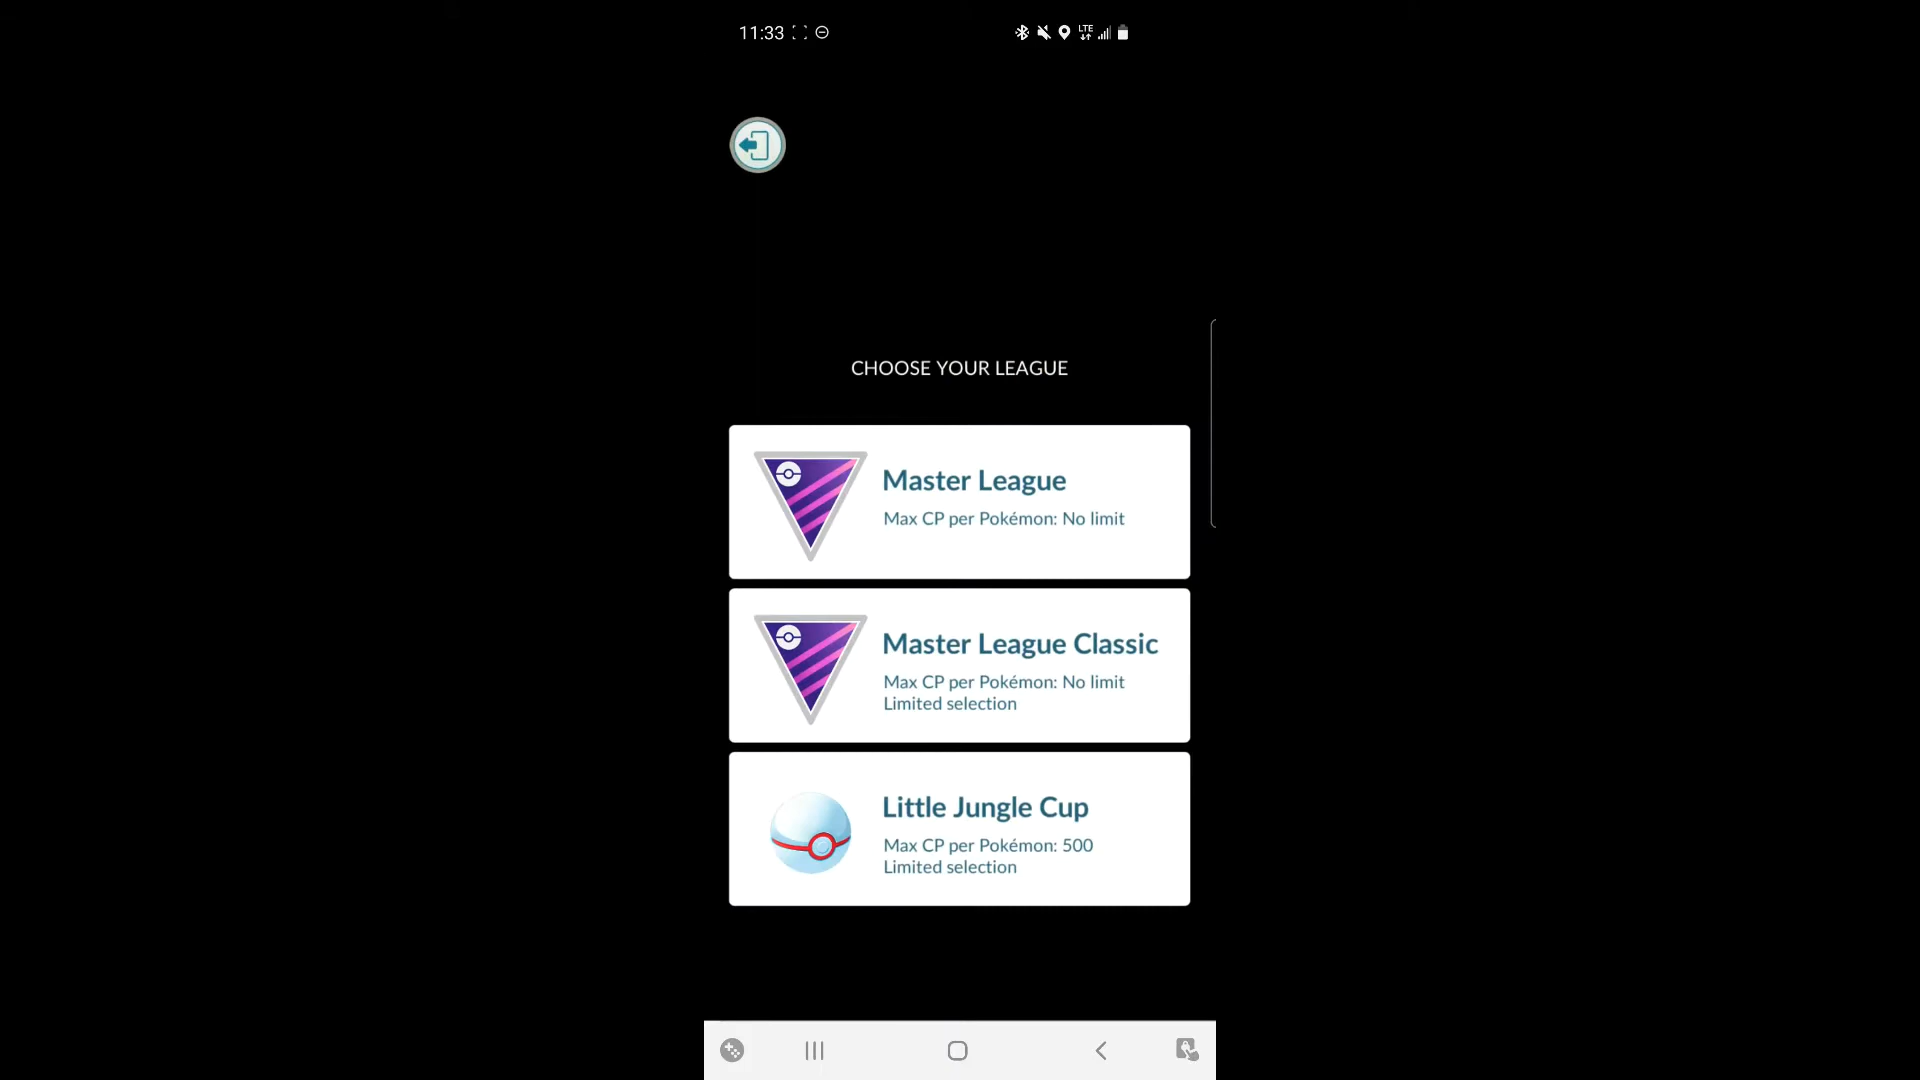 11:33
LTE
CHOOSE YOUR LEAGUE
Master League
Max CP per Pokémon: No limit
Master League Classic
Max CP per Pokémon: No limit
Limited selection
Little Jungle Cup
Max CP per Pokémon: 500
Limited selection